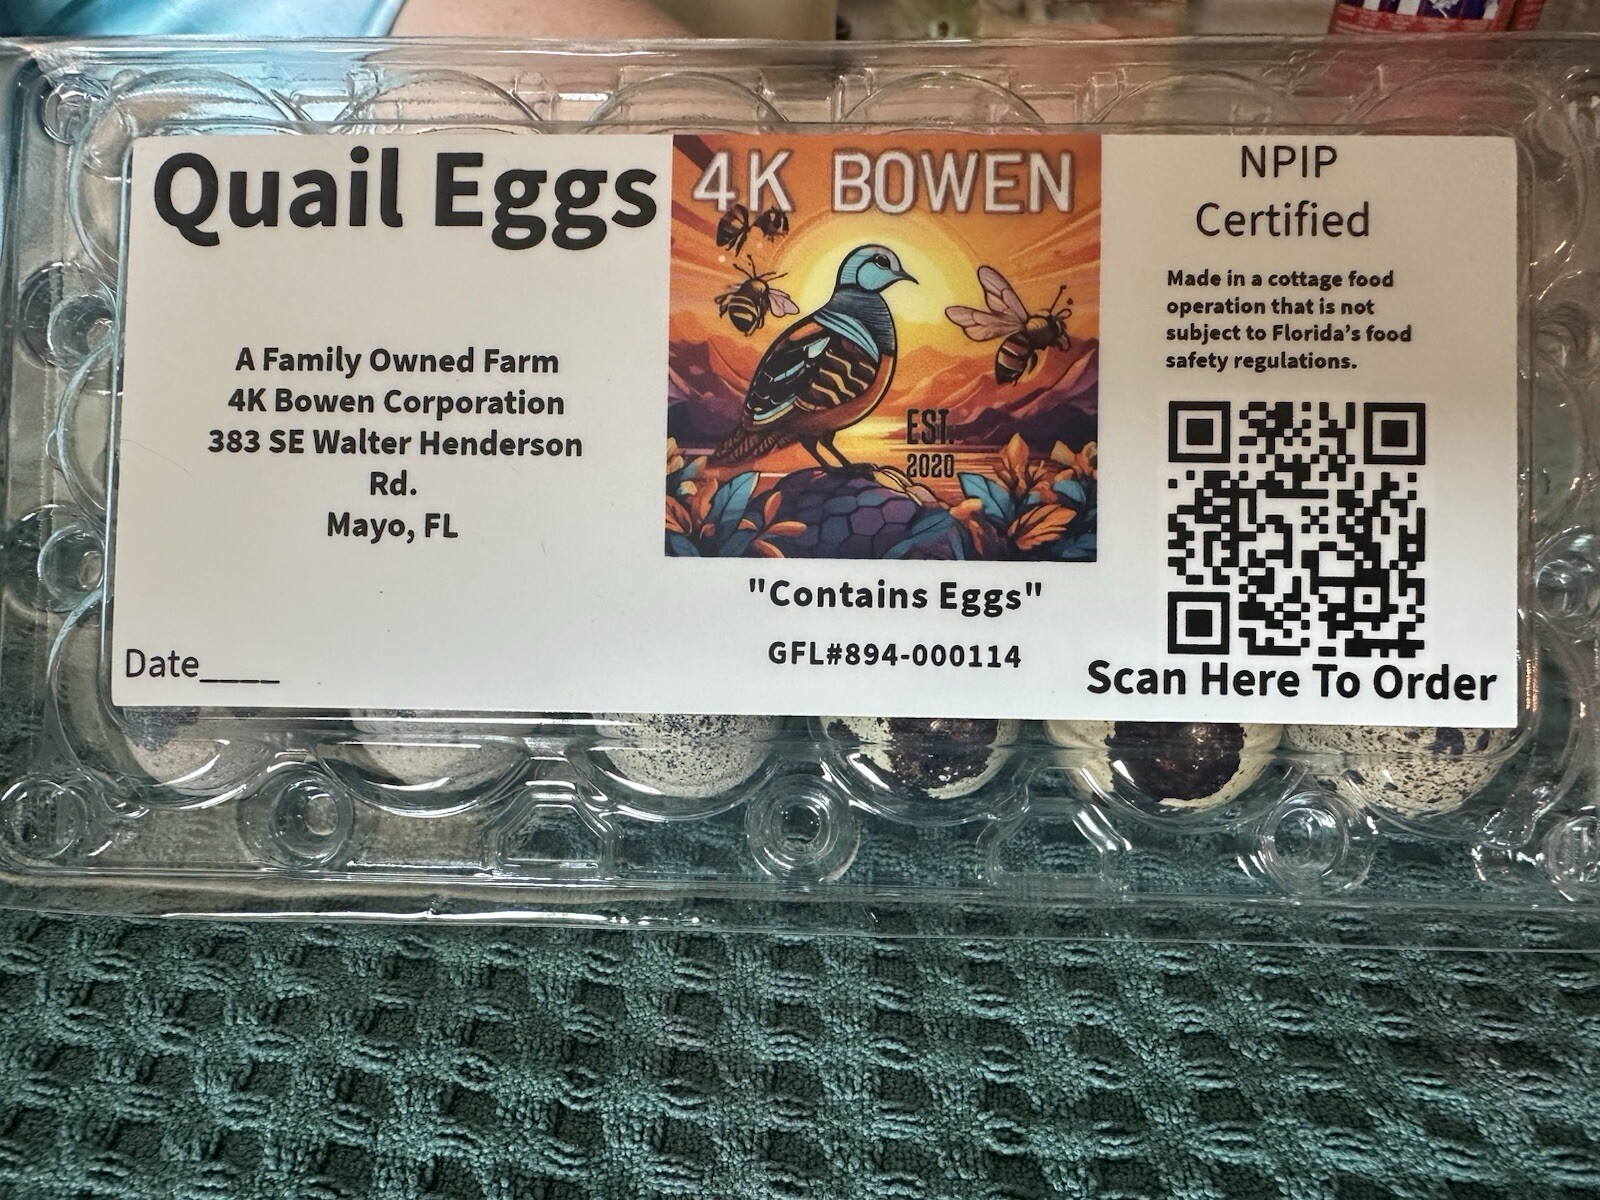 Quail Eggs
A Family Owned Farm
4K Bowen Corporation
383 SE Walter Henderson
Rd.
Mayo, FL
Date____
4K BOWEN
EST.
2020
"Contains Eggs"
GFL#894-000114
NPIP
Certified
Made in a cottage food
operation that is not
subject to Florida's food
safety regulations.
Scan Here To Order